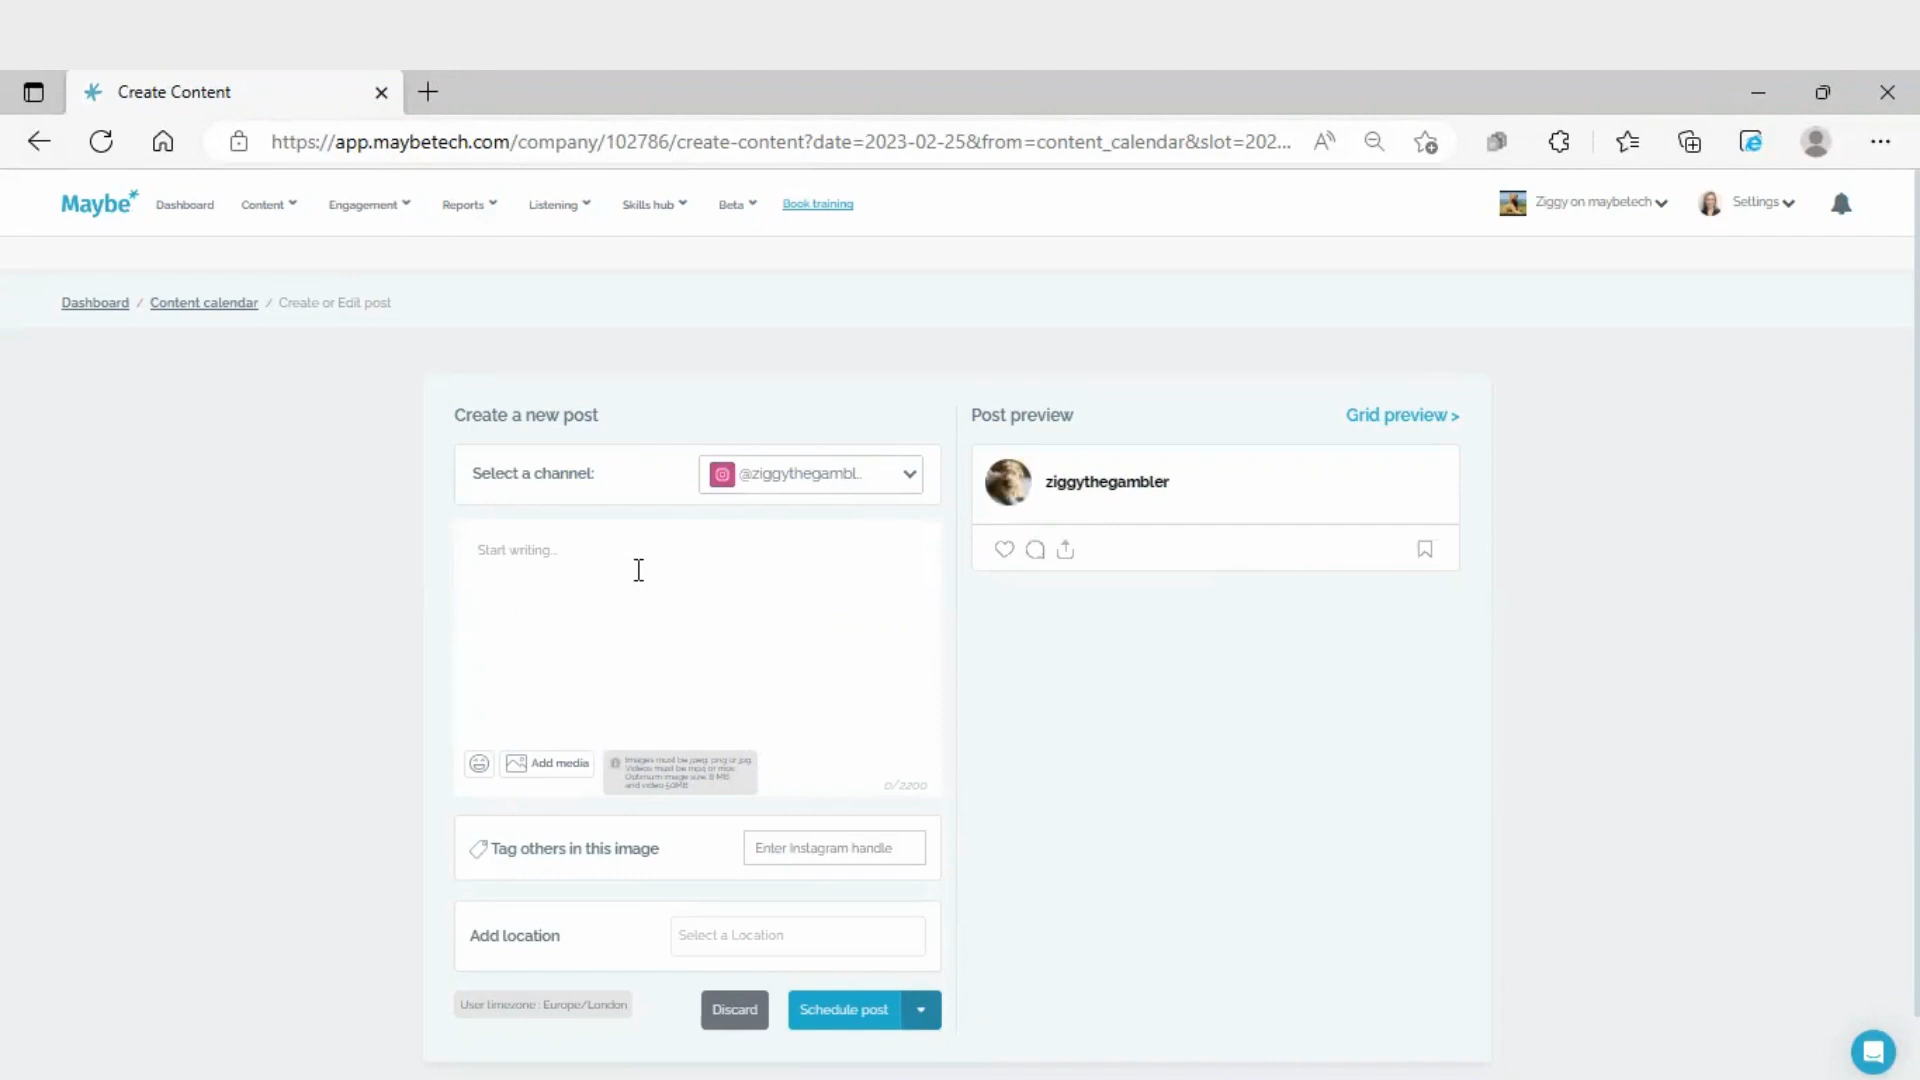 Create Content
https://app.maybetech.com/company/102786/create-content?date=2023-02-25&from=content_calendar&slot=202...
Maybe*
Dashboard
Content
Engagement
Reports
Listening
Skills hub
Beta
Book training
Ziggy on maybetech
Settings
Dashboard / Content calendar / Create or Edit post
Create a new post
Select a channel:
@ziggythegambl..
Start writing...
Add media
Images must be jpeg, png or jpg.
Videos must be mp4 or mov.
Optimum image size: 8 MB
and video 50MB
0/2200
Tag others in this image
Enter Instagram handle
Add location
Select a Location
User timezone : Europe/London
Discard
Schedule post
Post preview
Grid preview >
ziggythegambler